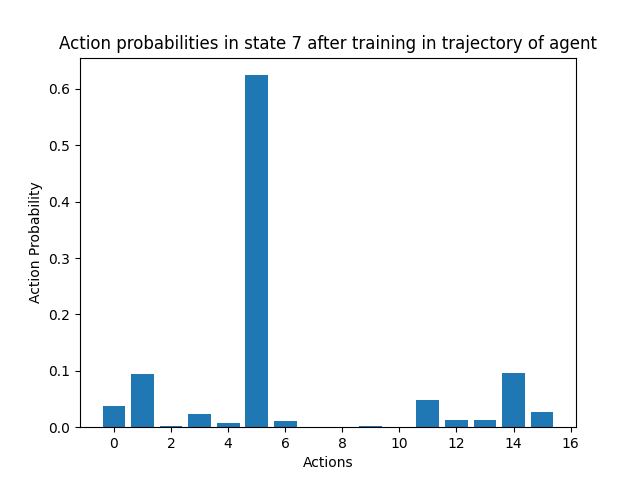 Action probabilities in state 7 after training in trajectory of agent
0.6
0.5
0.4
0.3
0.2
0.1
0.0
Action Probability
0 2 4 6 8 10 12 14 16
Actions